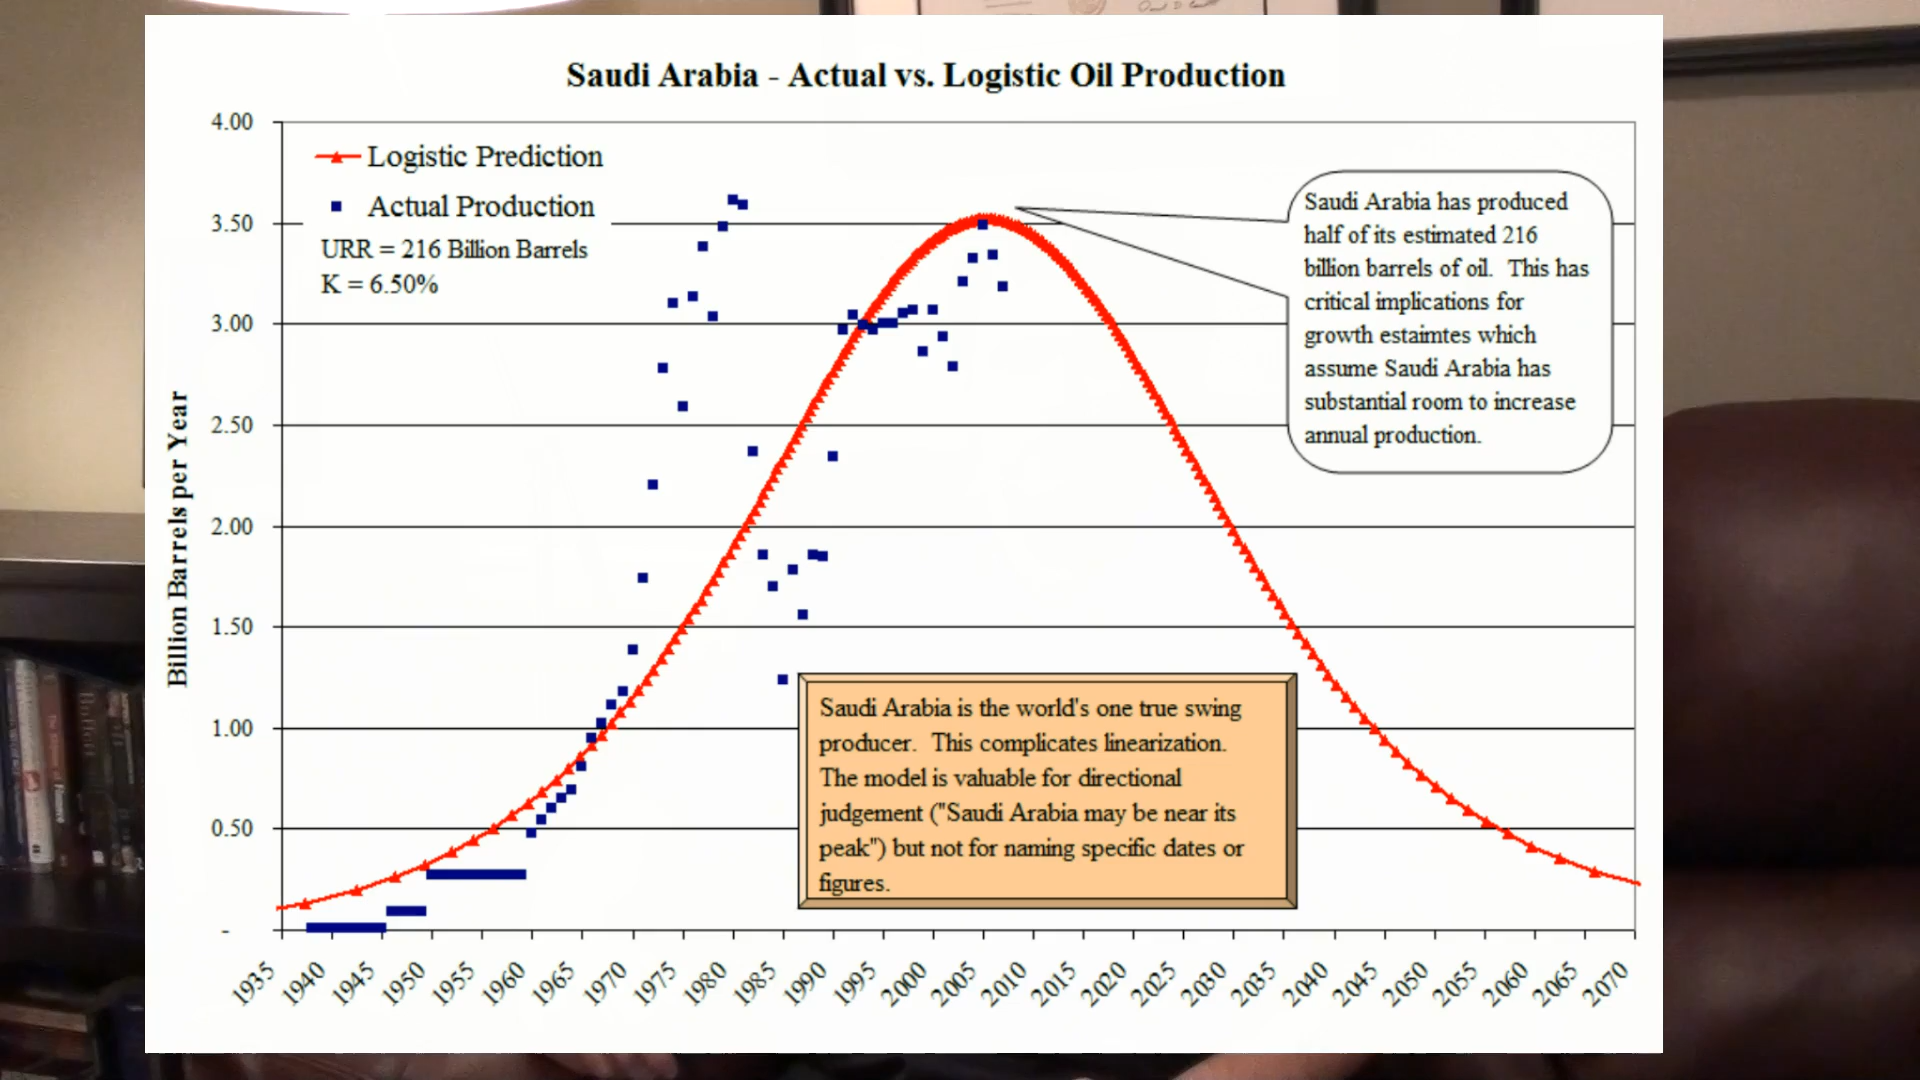 Saudi Arabia - Actual vs. Logistic Oil Production
4.00
3.50
3.00
2.50
2.00
1.50
1.00
0.50
-
Billion Barrels per Year
Logistic Prediction
Actual Production
URR = 216 Billion Barrels
K = 6.50%
Saudi Arabia has produced
half of its estimated 216
billion barrels of oil. This has
critical implications for
growth estaimtes which
assume Saudi Arabia has
substantial room to increase
annual production.
Saudi Arabia is the world's one true swing
producer. This complicates linearization.
The model is valuable for directional
judgement ("Saudi Arabia may be near its
peak") but not for naming specific dates or
figures.
1935
1940
1945
1950
1955
1960
1965
1970
1975
1980
1985
1990
1995
2000
2005
2010
2015
2020
2025
2030
2035
2040
2045
2050
2055
2060
2065
2070